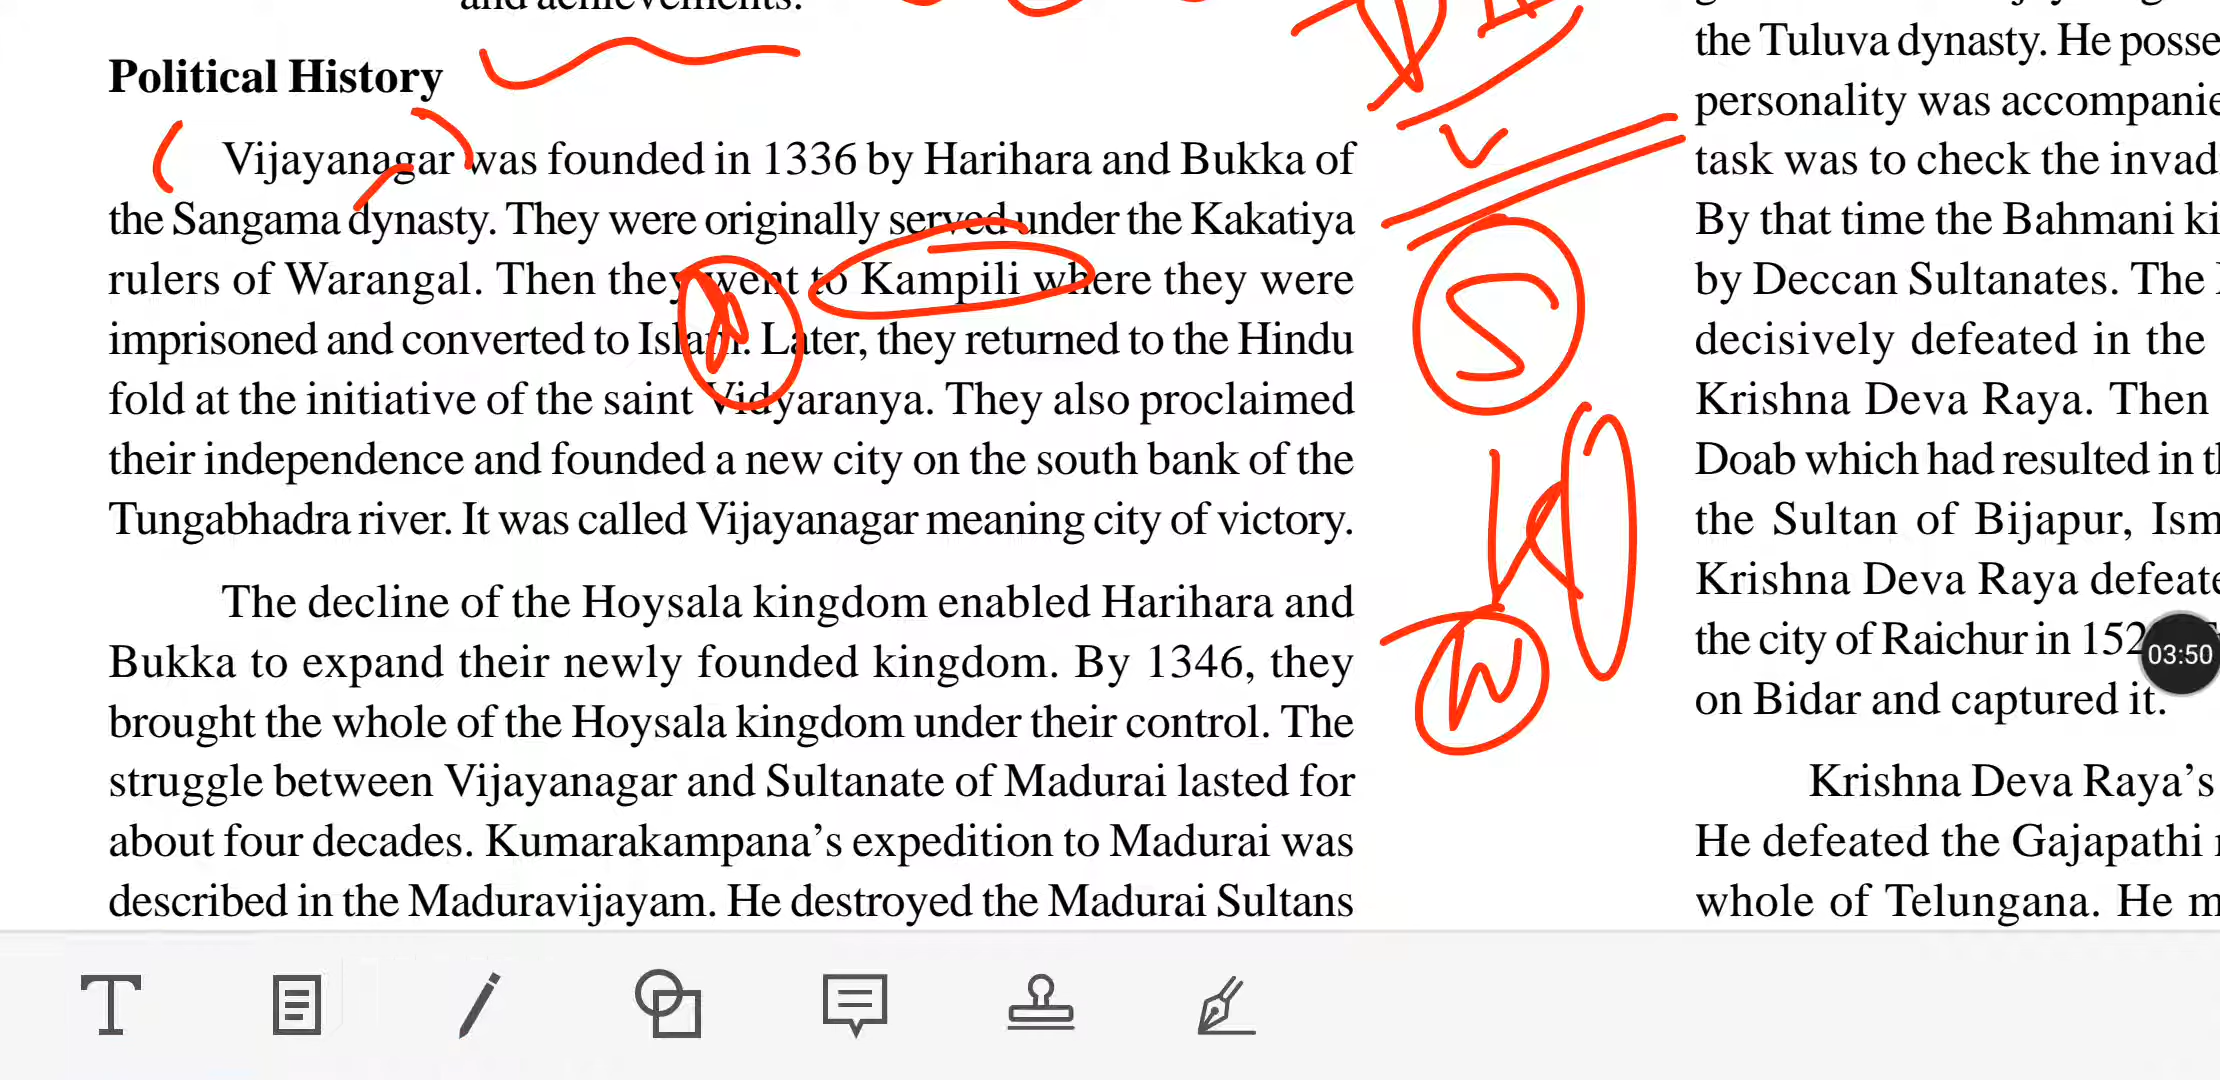 and achievements.
Political History
Vijayanagar was founded in 1336 by Harihara and Bukka of
the Sangama dynasty. They were originally served under the Kakatiya
rulers of Warangal. Then they went to Kampili where they were
imprisoned and converted to Islam. Later, they returned to the Hindu
fold at the initiative of the saint Vidyaranya. They also proclaimed
their independence and founded a new city on the south bank of the
Tungabhadra river. It was called Vijayanagar meaning city of victory.
The decline of the Hoysala kingdom enabled Harihara and
Bukka to expand their newly founded kingdom. By 1346, they
brought the whole of the Hoysala kingdom under their control. The
struggle between Vijayanagar and Sultanate of Madurai lasted for
about four decades. Kumarakampana's expedition to Madurai was
described in the Maduravijayam. He destroyed the Madurai Sultans
S
the Tuluva dynasty. He posse
personality was accompanie
task was to check the invad
By that time the Bahmani ki
by Deccan Sultanates. The
decisively defeated in the
Krishna Deva Raya. Then
Doab which had resulted in th
the Sultan of Bijapur, Ism
Krishna Deva Raya defeate
the city of Raichur in 152
on Bidar and captured it.
Krishna Deva Raya's
He defeated the Gajapathi
whole of Telungana. He m
03:50